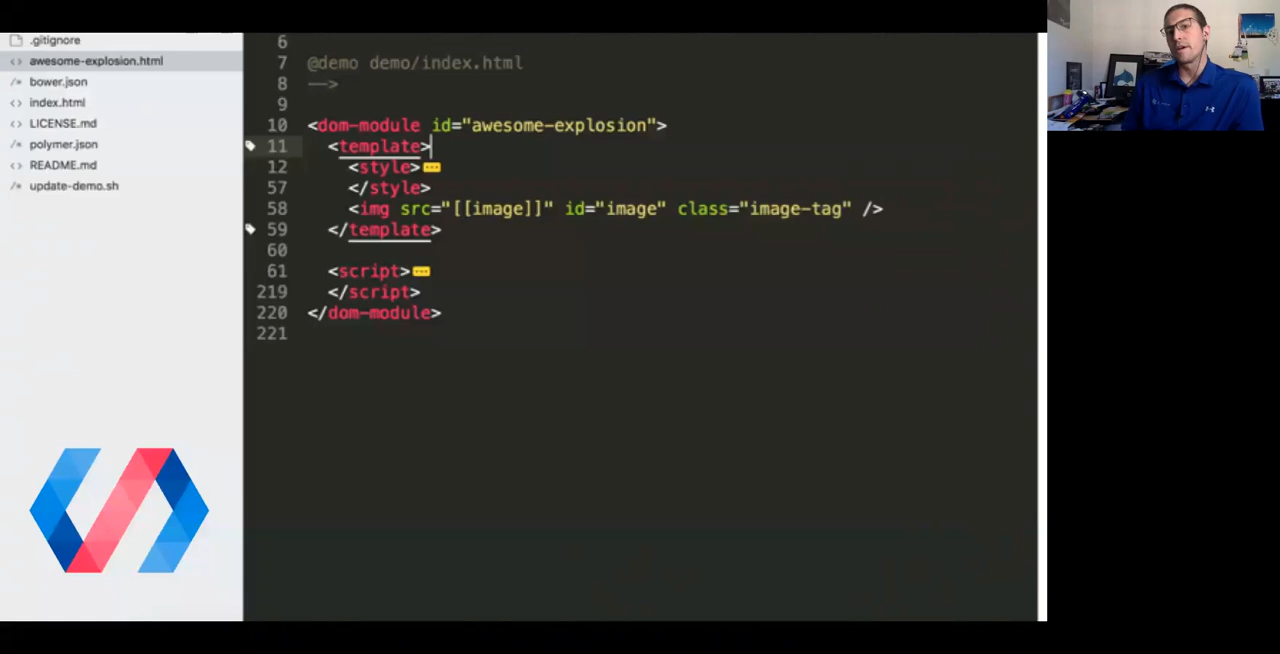 .gitignore
awesome-explosion.html
bower.json
index.html
LICENSE.md
polymer.json
README.md
update-demo.sh
6
7 @demo demo/index.html
8 -->
9
10 <dom-module id="awesome-explosion">
11 <template>
12 <style>
57 </style>
58 <img src="[[image]]" id="image" class="image-tag" />
59 </template>
60
61 <script>
219 </script>
220 </dom-module>
221